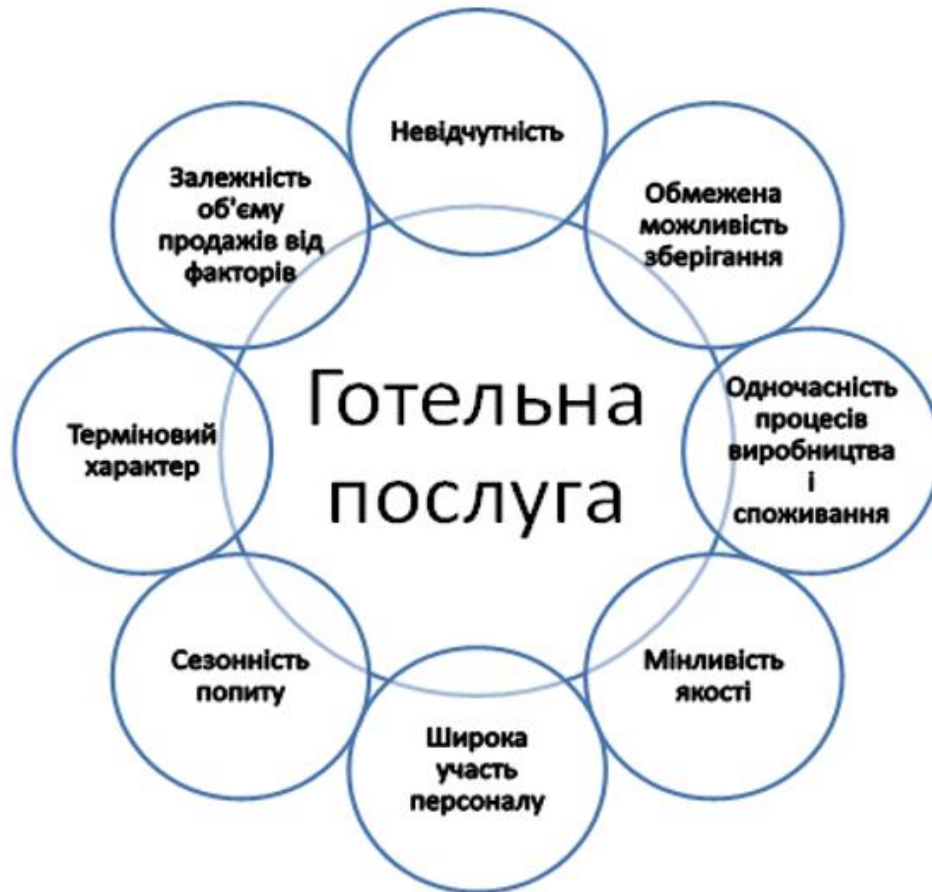 Невідчутність
Обмежена
можливість
зберігання
Одночасність
процесів
виробництва
і
споживання
Мінливість
якості
Широка
участь
персоналу
Сезонність
попиту
Терміновий
характер
Залежність
об'єму
продажів від
факторів
Готельна
послуга